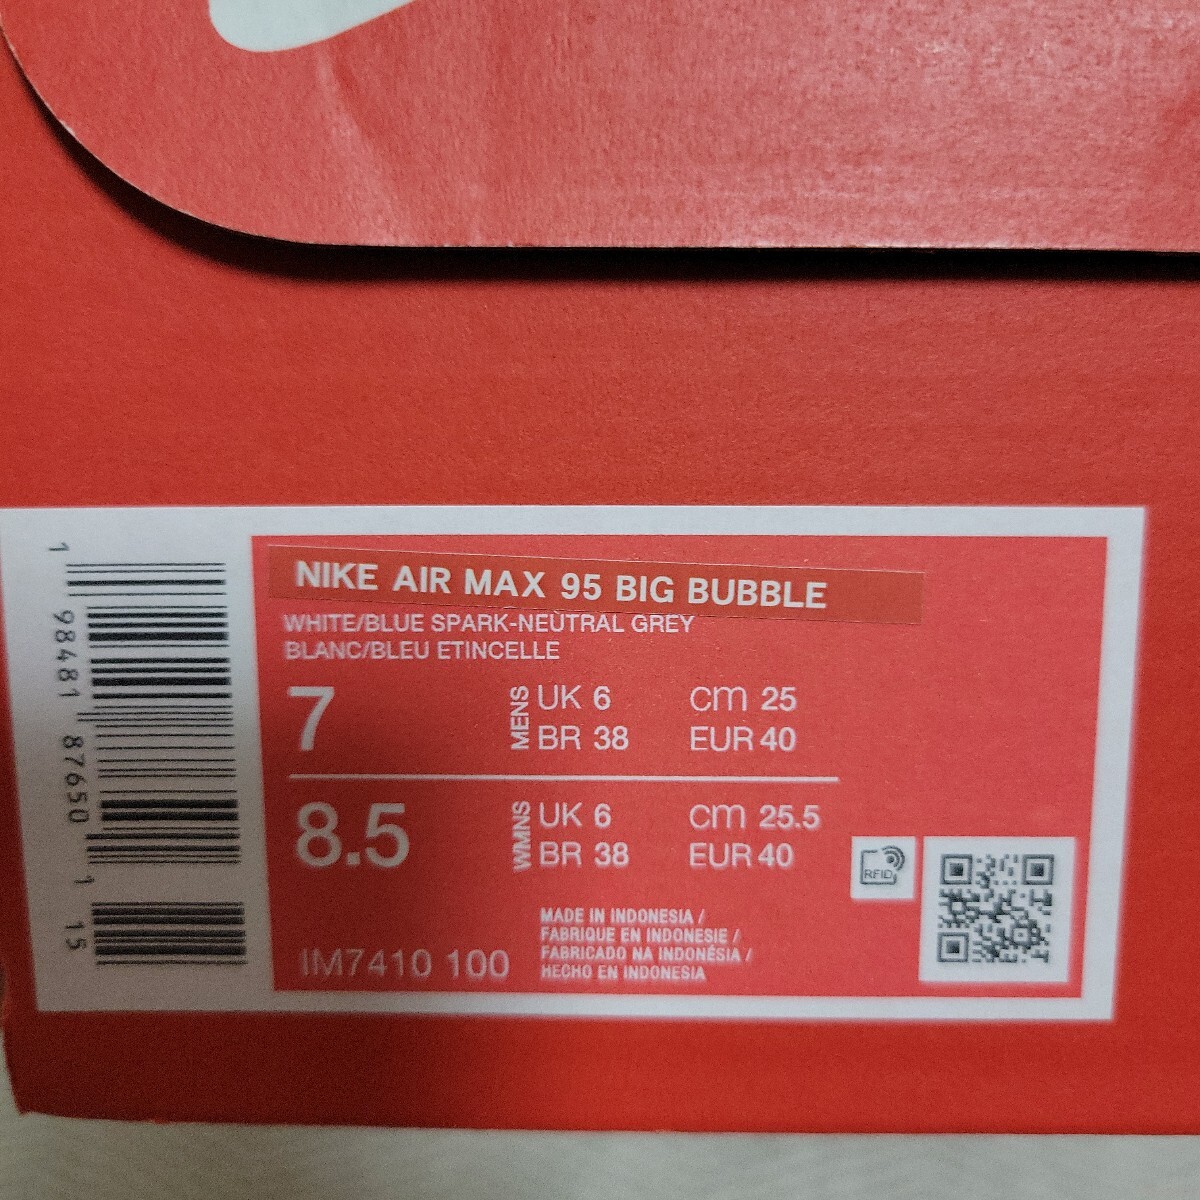 NIKE AIR MAX 95 BIG BUBBLE
WHITE/BLUE SPARK-NEUTRAL GREY
BLANC/BLEU ETINCELLE
7 MENS UK 6 cm 25
BR 38 EUR 40
8.5 WMNS UK 6 cm 25.5
BR 38 EUR 40
RFID
MADE IN INDONESIA /
FABRIQUE EN INDONESIE /
FABRICADO NA INDONÉSIA /
HECHO EN INDONESIA
IM7410 100
1 98481 87650 1 15